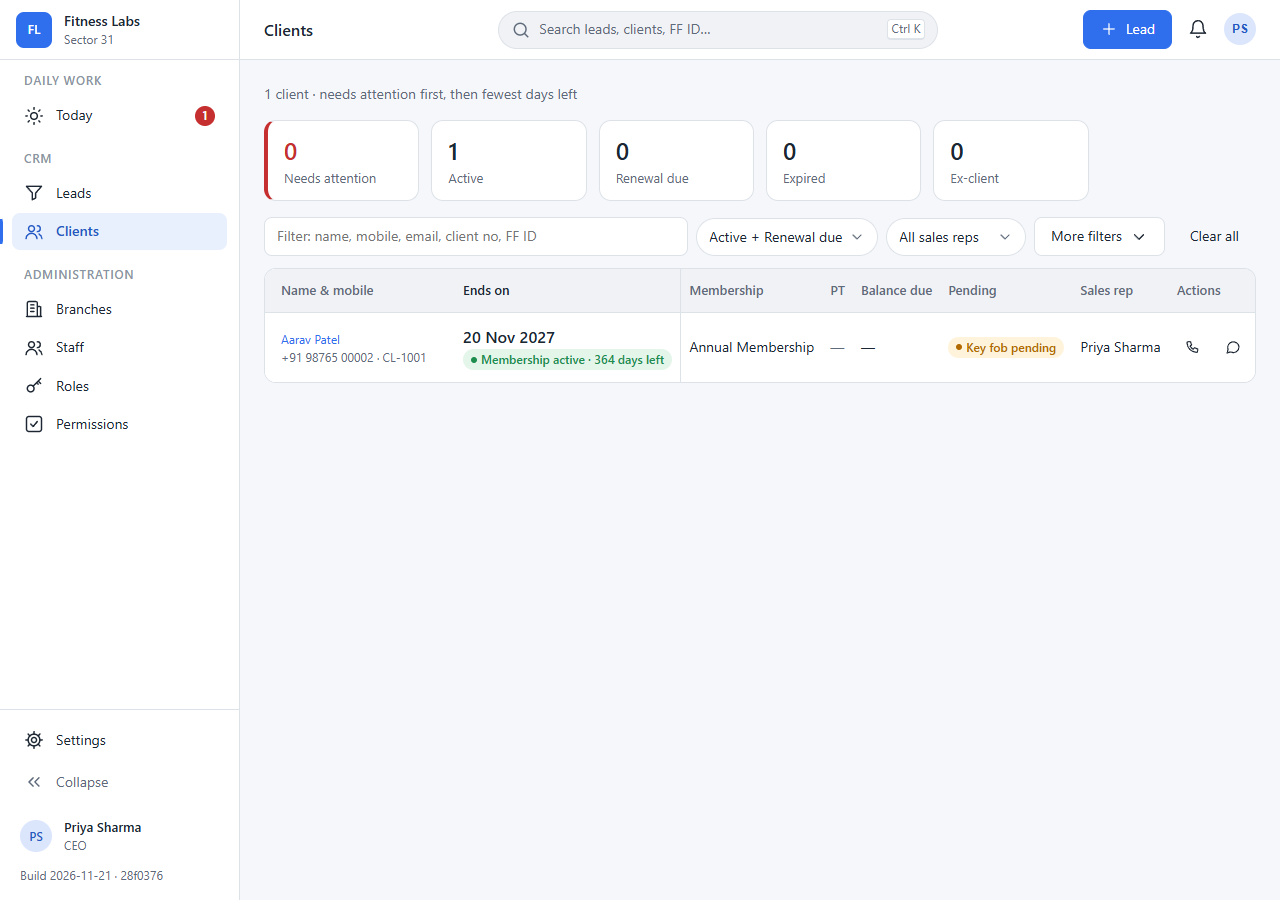 FL
Fitness Labs
Sector 31
DAILY WORK
Today
1
CRM
Leads
Clients
ADMINISTRATION
Branches
Staff
Roles
Permissions
Settings
Collapse
PS
Priya Sharma
CEO
Build 2026-11-21 · 28f0376
Clients
Search leads, clients, FF ID...
Ctrl K
+ Lead
PS
1 client · needs attention first, then fewest days left
0
Needs attention
1
Active
0
Renewal due
0
Expired
0
Ex-client
Filter: name, mobile, email, client no, FF ID
Active + Renewal due
All sales reps
More filters
Clear all
Name & mobile Ends on Membership PT Balance due Pending Sales rep Actions
Aarav Patel
+91 98765 00002 · CL-1001
20 Nov 2027
Membership active · 364 days left
Annual Membership — — Key fob pending Priya Sharma